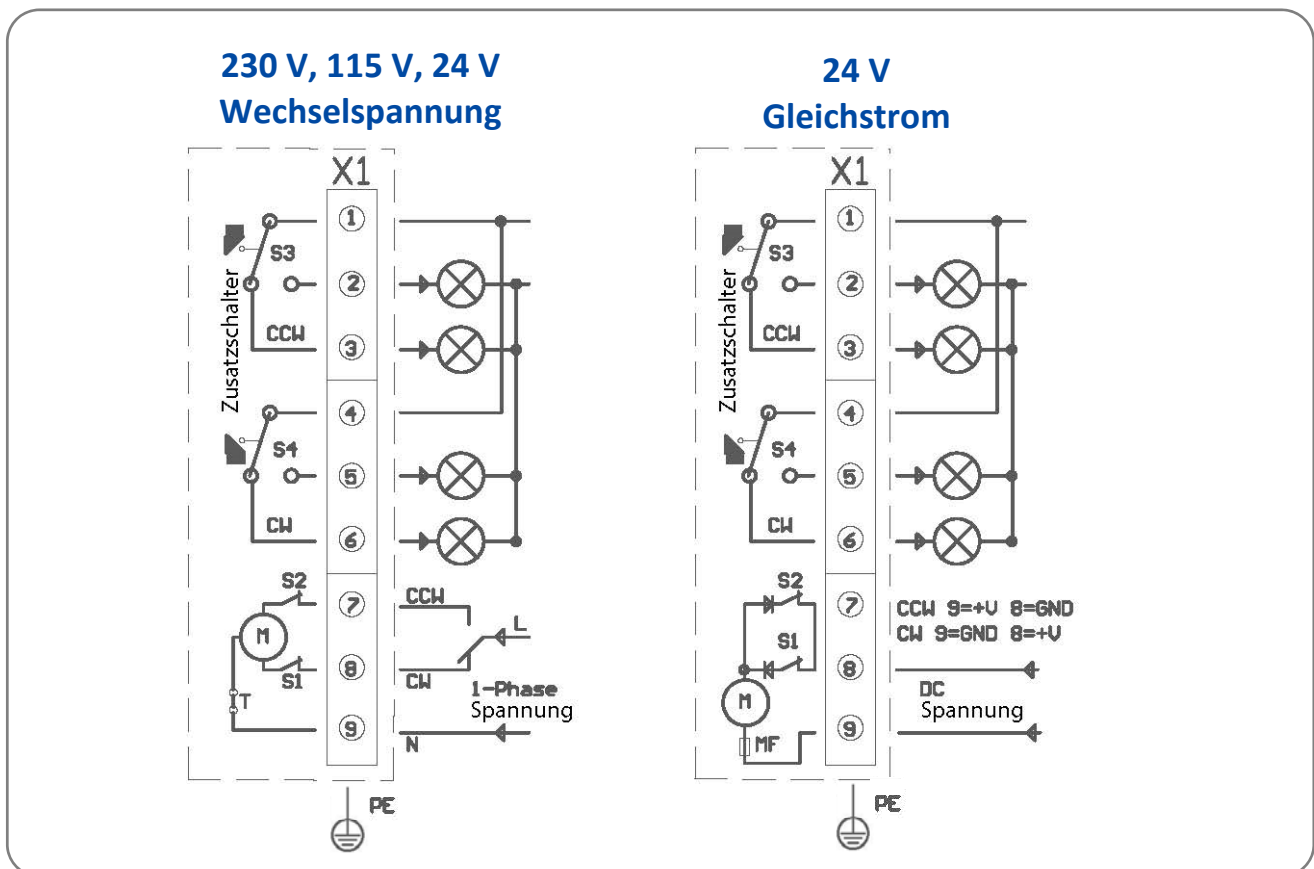 230 V, 115 V, 24 V
Wechselspannung
X1
1
S3
Zusatzschalter
2
CCW
3
4
S4
5
CW
6
S2
7
CCW
L
M
8
S1
CW
1-Phase
Spannung
T
9
N
PE
24 V
Gleichstrom
X1
1
S3
Zusatzschalter
2
CCW
3
4
S4
5
CW
6
S2
7
CCW 9=+V 8=GND
CW 9=GND 8=+V
S1
8
DC
Spannung
M
9
MF
PE